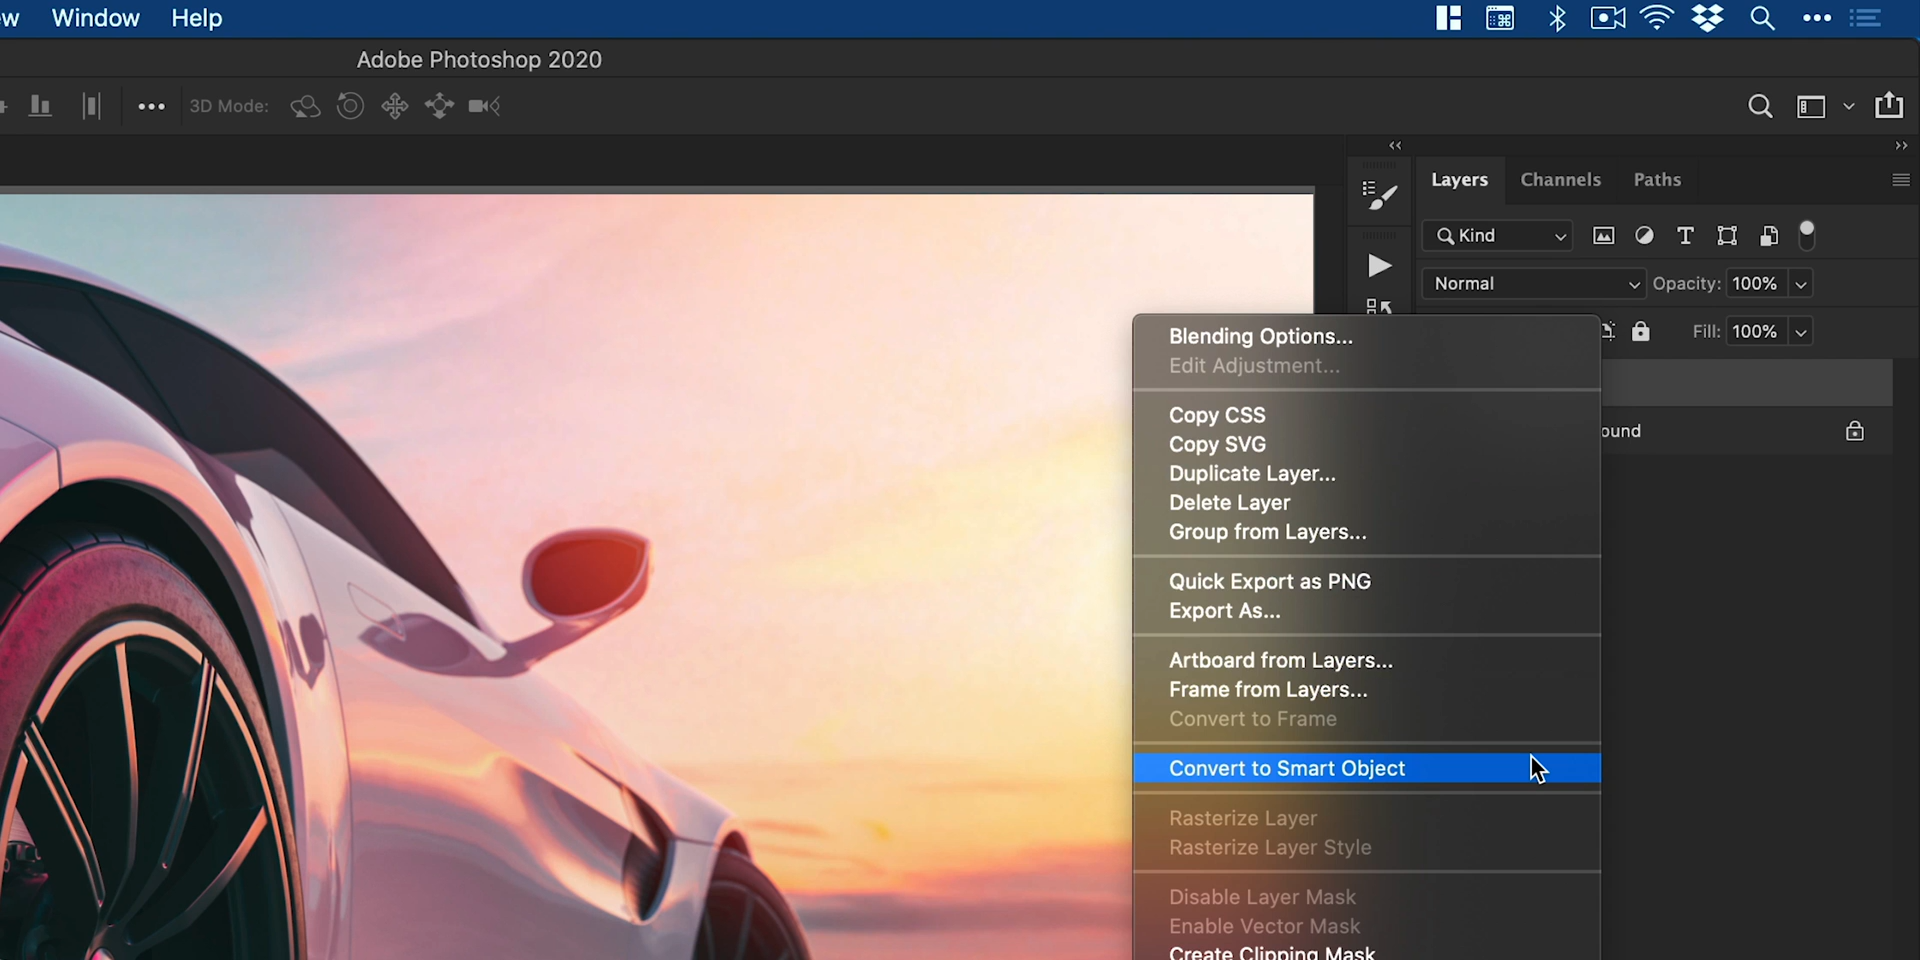 Window Help
Adobe Photoshop 2020
3D Mode:
Layers Channels Paths
Kind
Normal Opacity: 100%
Fill: 100%
ound
Blending Options...
Edit Adjustment...
Copy CSS
Copy SVG
Duplicate Layer...
Delete Layer
Group from Layers...
Quick Export as PNG
Export As...
Artboard from Layers...
Frame from Layers...
Convert to Frame
Convert to Smart Object
Rasterize Layer
Rasterize Layer Style
Disable Layer Mask
Enable Vector Mask
Create Clipping Mask